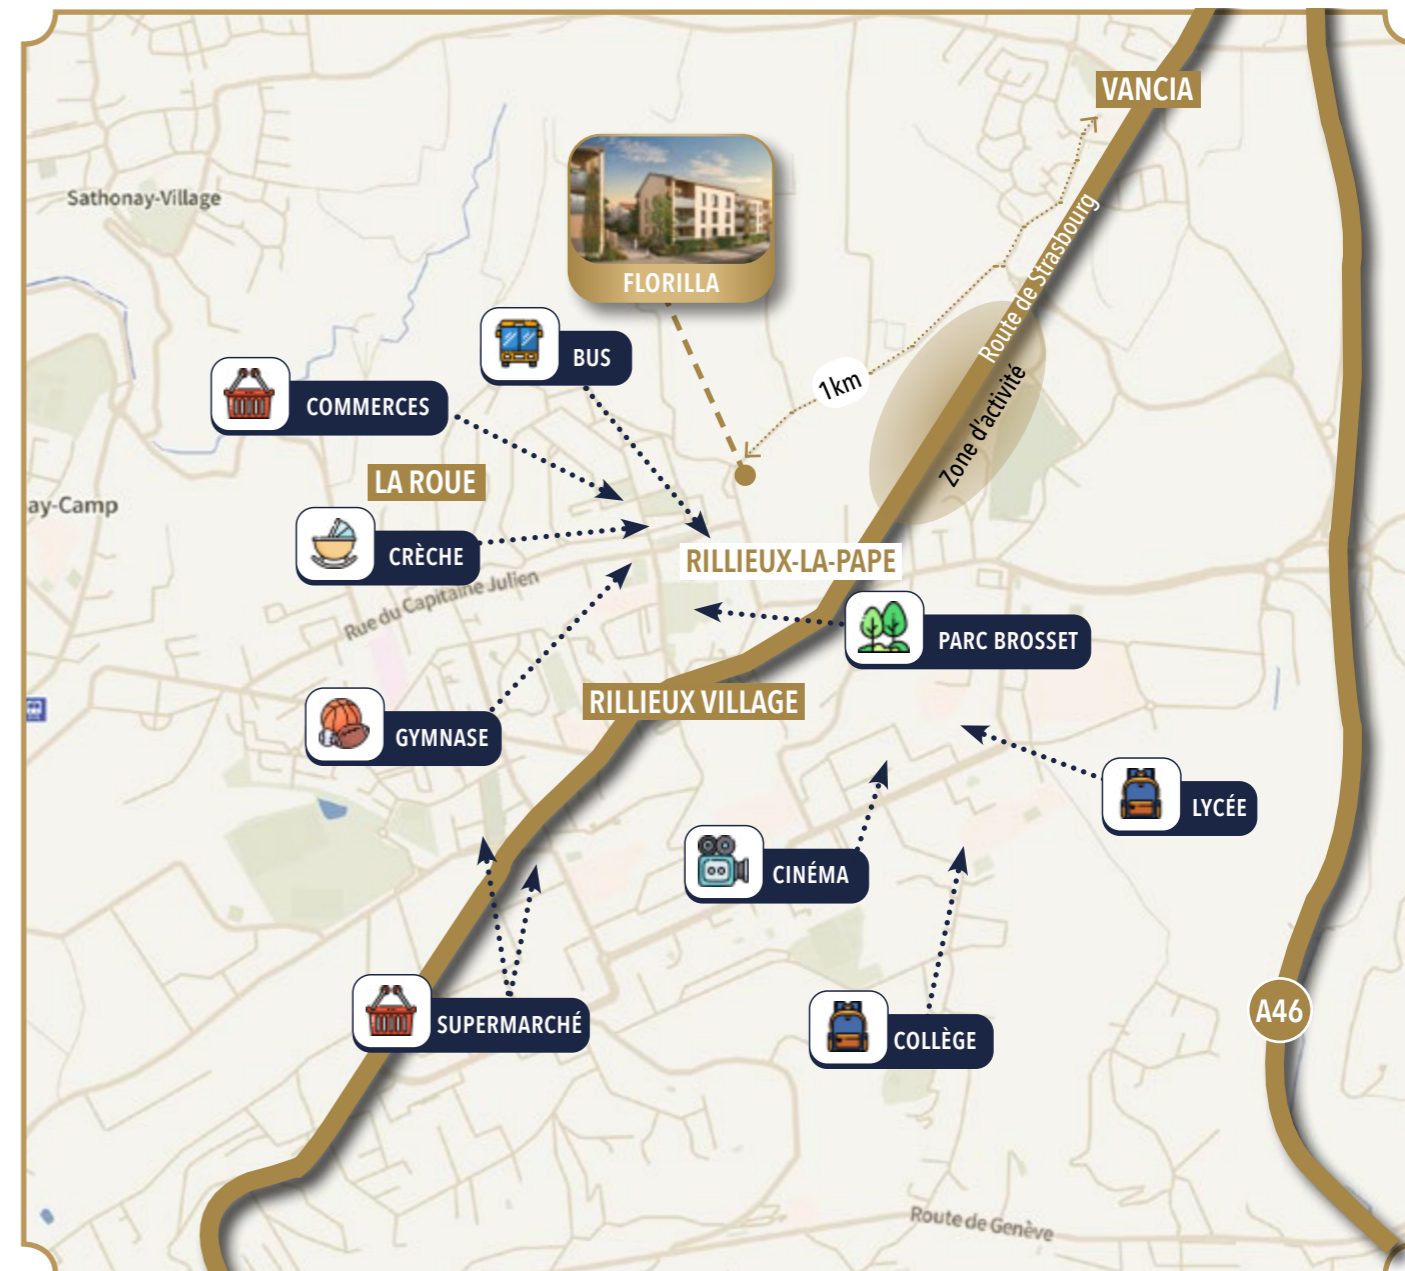 VANCIA
Sathonay-Village
FLORILLA
Route de Strasbourg
BUS
1km
COMMERCES
Zone d'activité
LA ROUE
ay-Camp
CRÈCHE
RILLIEUX-LA-PAPE
Rue du Capitaine Julien
PARC BROSSET
RILLIEUX VILLAGE
GYMNASE
LYCÉE
CINÉMA
A46
SUPERMARCHÉ
COLLÈGE
Route de Genève